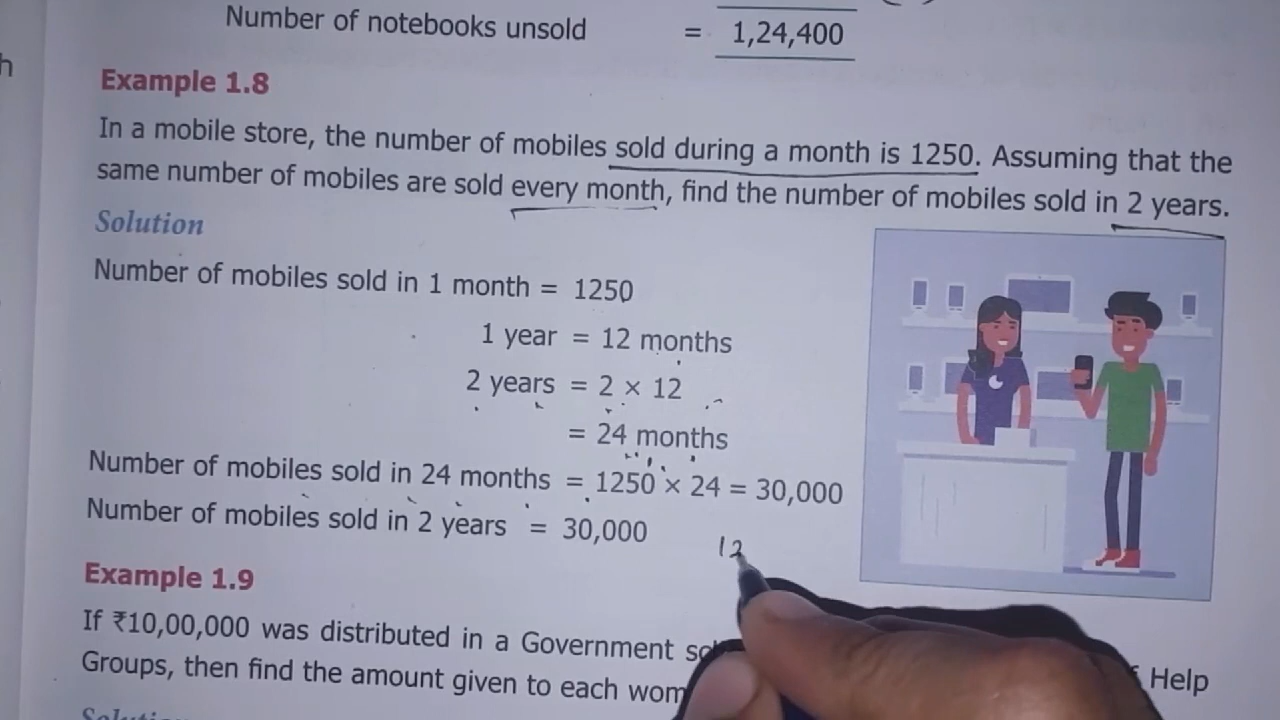 Number of notebooks unsold = 1,24,400
Example 1.8
In a mobile store, the number of mobiles sold during a month is 1250. Assuming that the
same number of mobiles are sold every month, find the number of mobiles sold in 2 years.
Solution
Number of mobiles sold in 1 month = 1250
1 year = 12 months
2 years = 2 × 12
= 24 months
Number of mobiles sold in 24 months = 1250 × 24 = 30,000
Number of mobiles sold in 2 years = 30,000
12
Example 1.9
If ₹10,00,000 was distributed in a Government
Help
Groups, then find the amount given to each